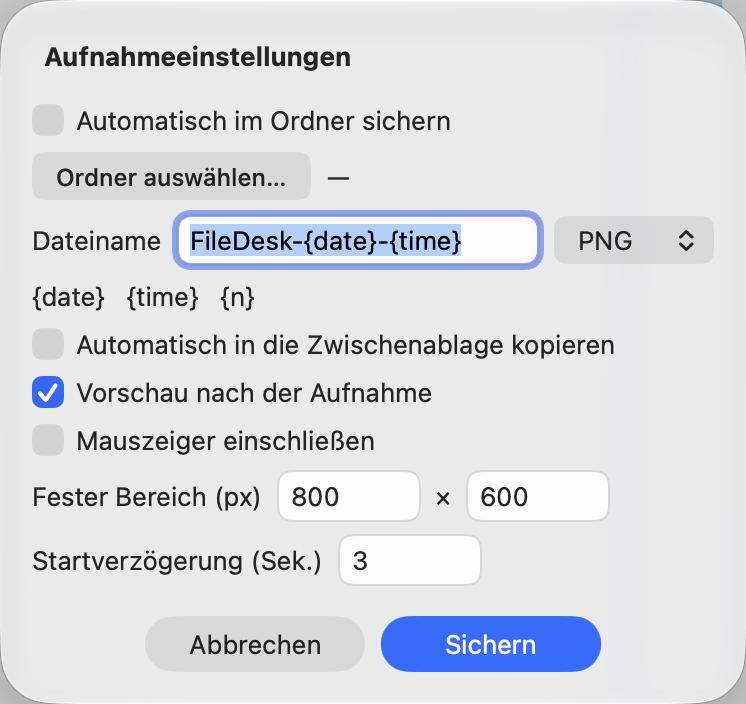 Aufnahmeeinstellungen
Automatisch im Ordner sichern
Ordner auswählen... —
Dateiname FileDesk-{date}-{time} PNG
{date} {time} {n}
Automatisch in die Zwischenablage kopieren
Vorschau nach der Aufnahme
Mauszeiger einschließen
Fester Bereich (px) 800 × 600
Startverzögerung (Sek.) 3
Abbrechen Sichern